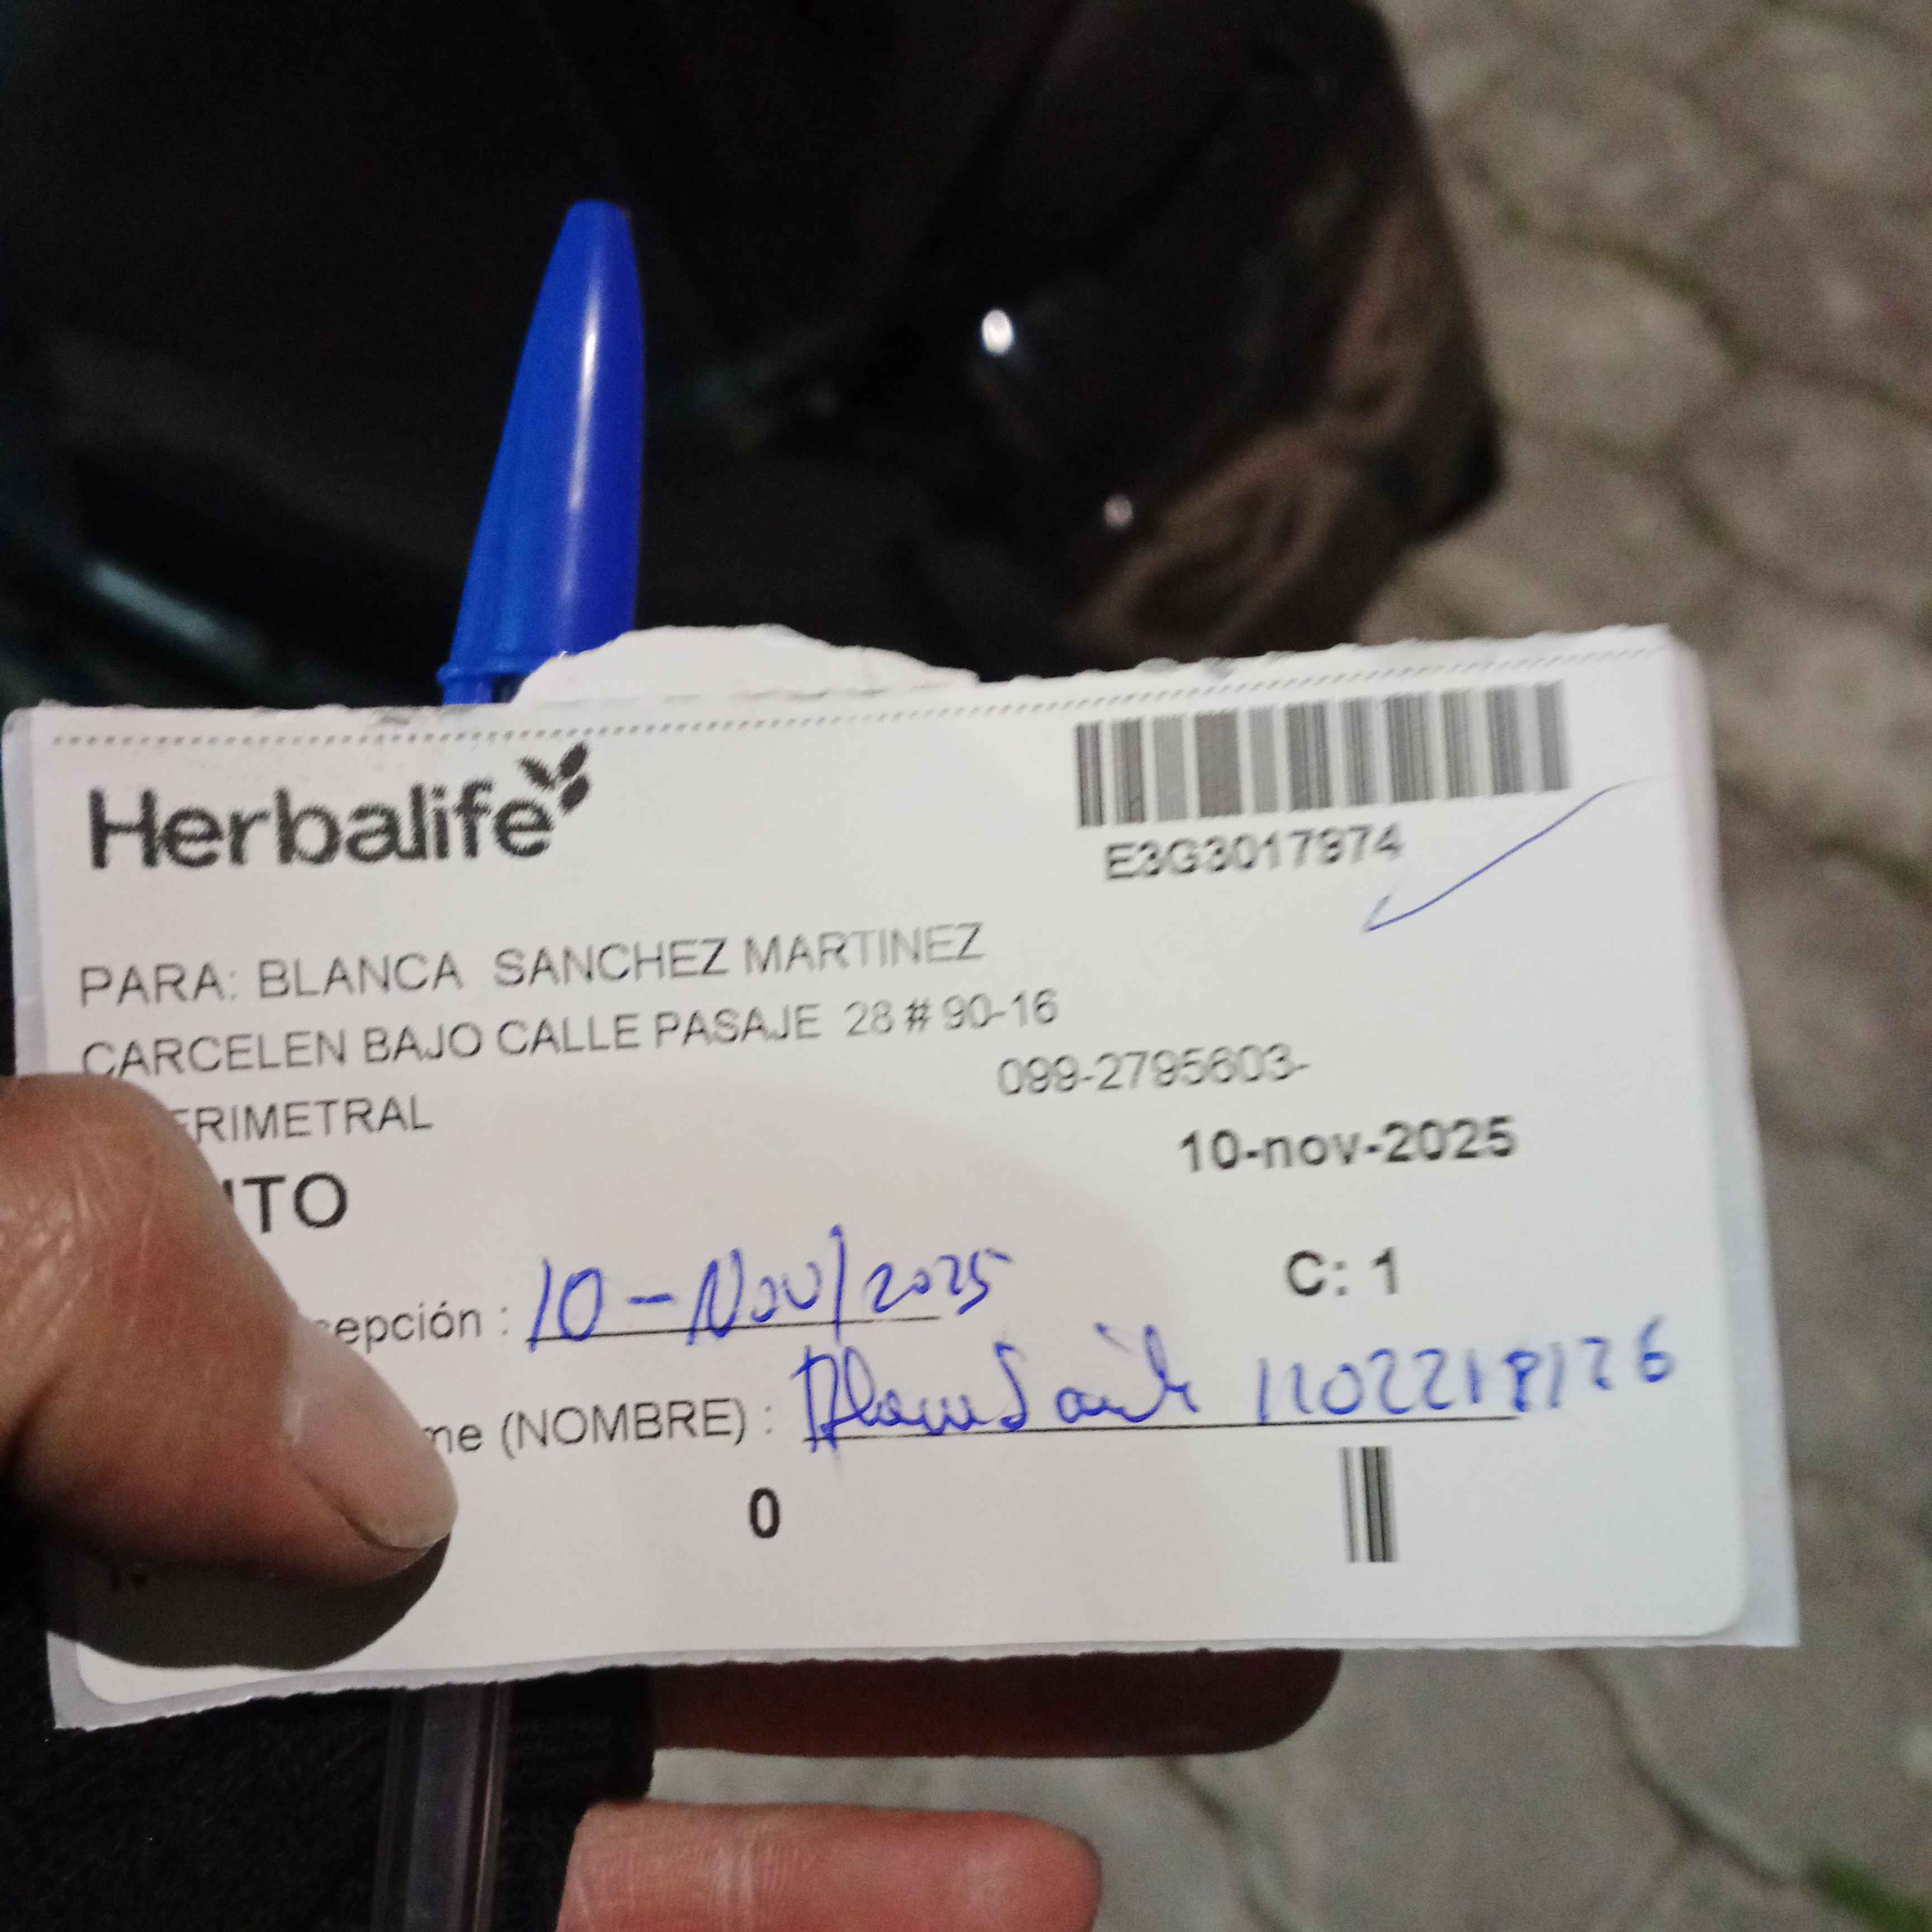 Herbalife
E3G3017974
PARA: BLANCA SANCHEZ MARTINEZ
CARCELEN BAJO CALLE PASAJE 28 # 90-16
099-2795603-
ERIMETRAL
10-nov-2025
ITO
C: 1
epción : 10-Nov/2025
me (NOMBRE) : 1102218126
0